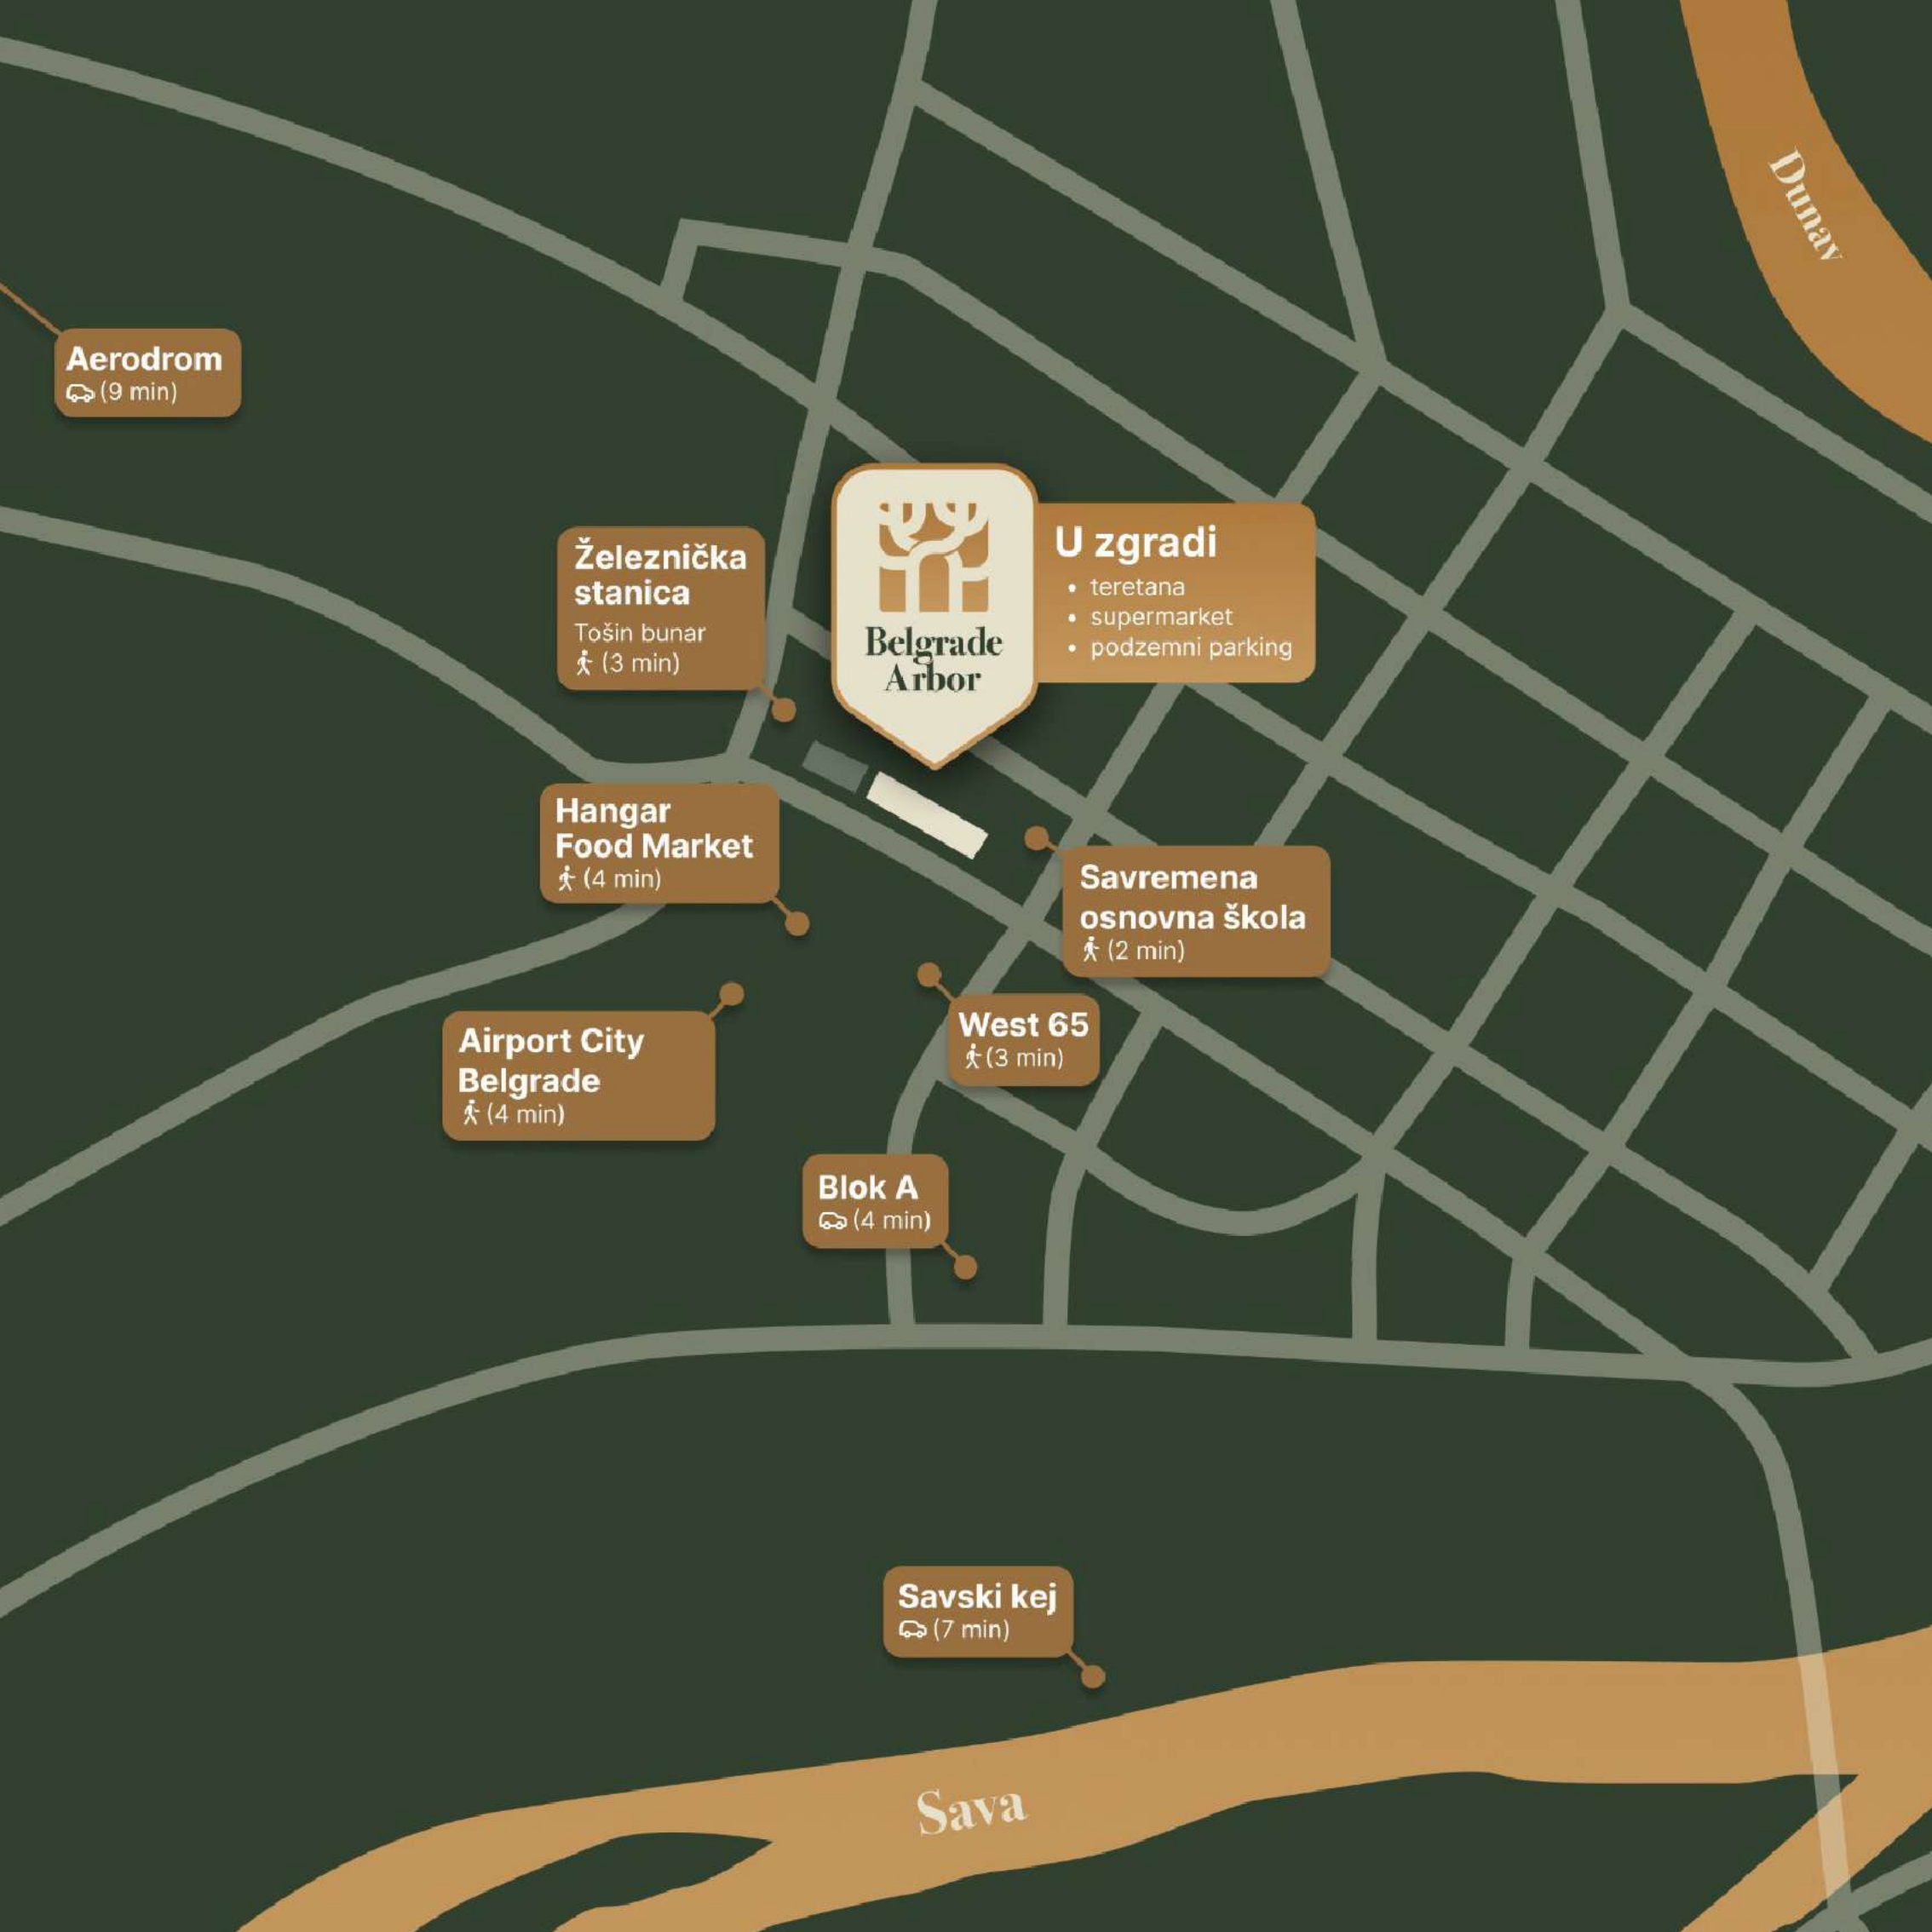 Dunav
Aerodrom
(9 min)
Železnička
stanica
Tošin bunar
(3 min)
Belgrade
Arbor
U zgradi
• teretana
• supermarket
• podzemni parking
Hangar
Food Market
(4 min)
Savremena
osnovna škola
(2 min)
West 65
(3 min)
Airport City
Belgrade
(4 min)
Blok A
(4 min)
Savski kej
(7 min)
Sava